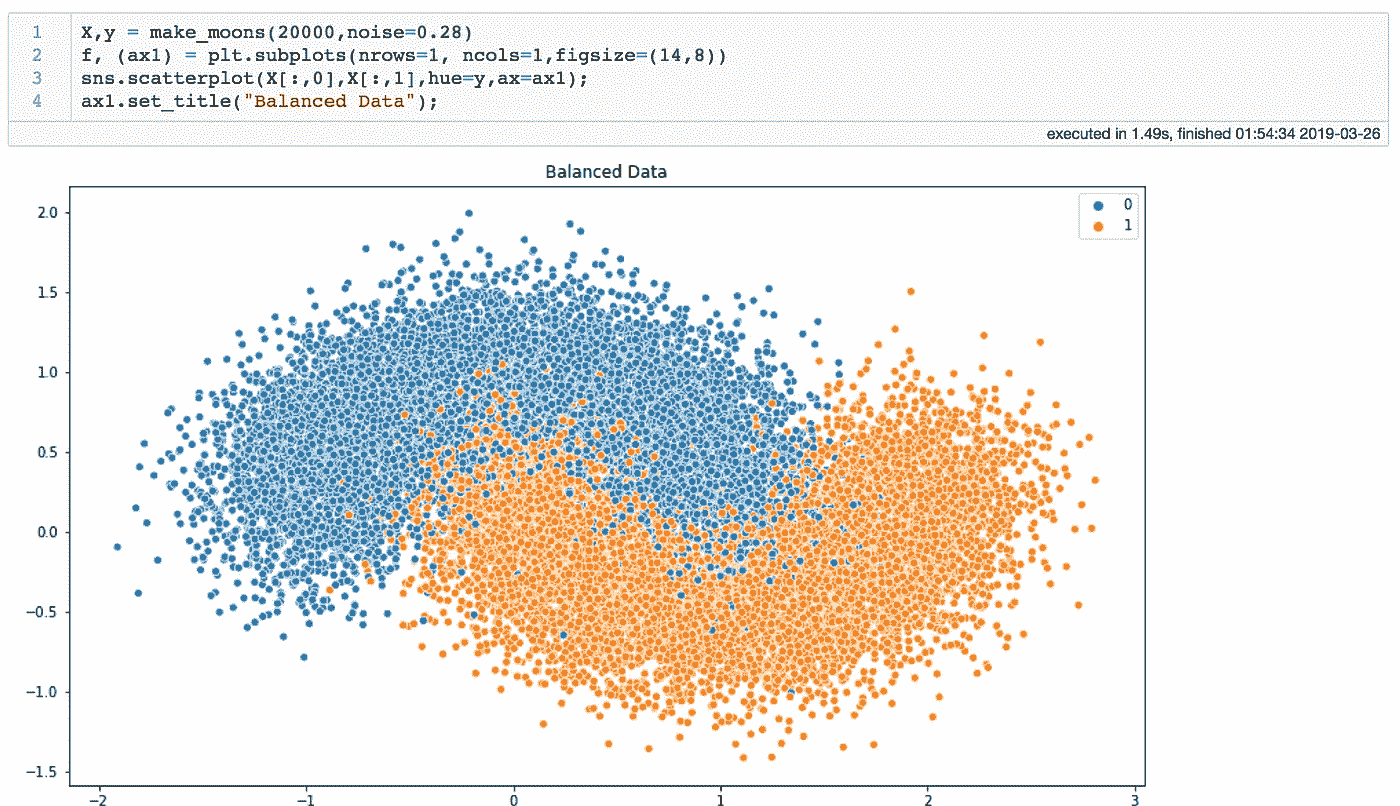 1 X,y = make_moons(20000,noise=0.28)
2 f, (ax1) = plt.subplots(nrows=1, ncols=1,figsize=(14,8))
3 sns.scatterplot(X[:,0],X[:,1],hue=y,ax=ax1);
4 ax1.set_title("Balanced Data");
executed in 1.49s, finished 01:54:34 2019-03-26
Balanced Data
0
1
2.0
1.5
1.0
0.5
0.0
−0.5
−1.0
−1.5
−2 −1 0 1 2 3